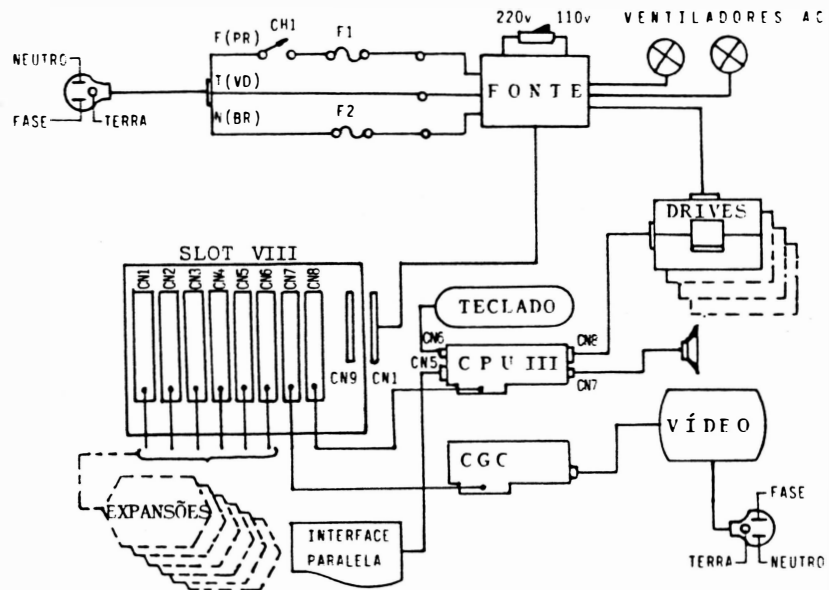 220v 110v VENTILADORES AC
F(PR) CH1 F1
NEUTRO
T(VD)
FONTE
FASE TERRA
N(BR) F2
DRIVES
SLOT VIII
CN1 CN2 CN3 CN4 CN5 CN6 CN7 CN8
TECLADO
CN6 CN8
CN9 CN1 CN5 CPU III
CN7
VÍDEO
CGC
FASE
EXPANSÕES
INTERFACE
PARALELA
TERRA NEUTRO